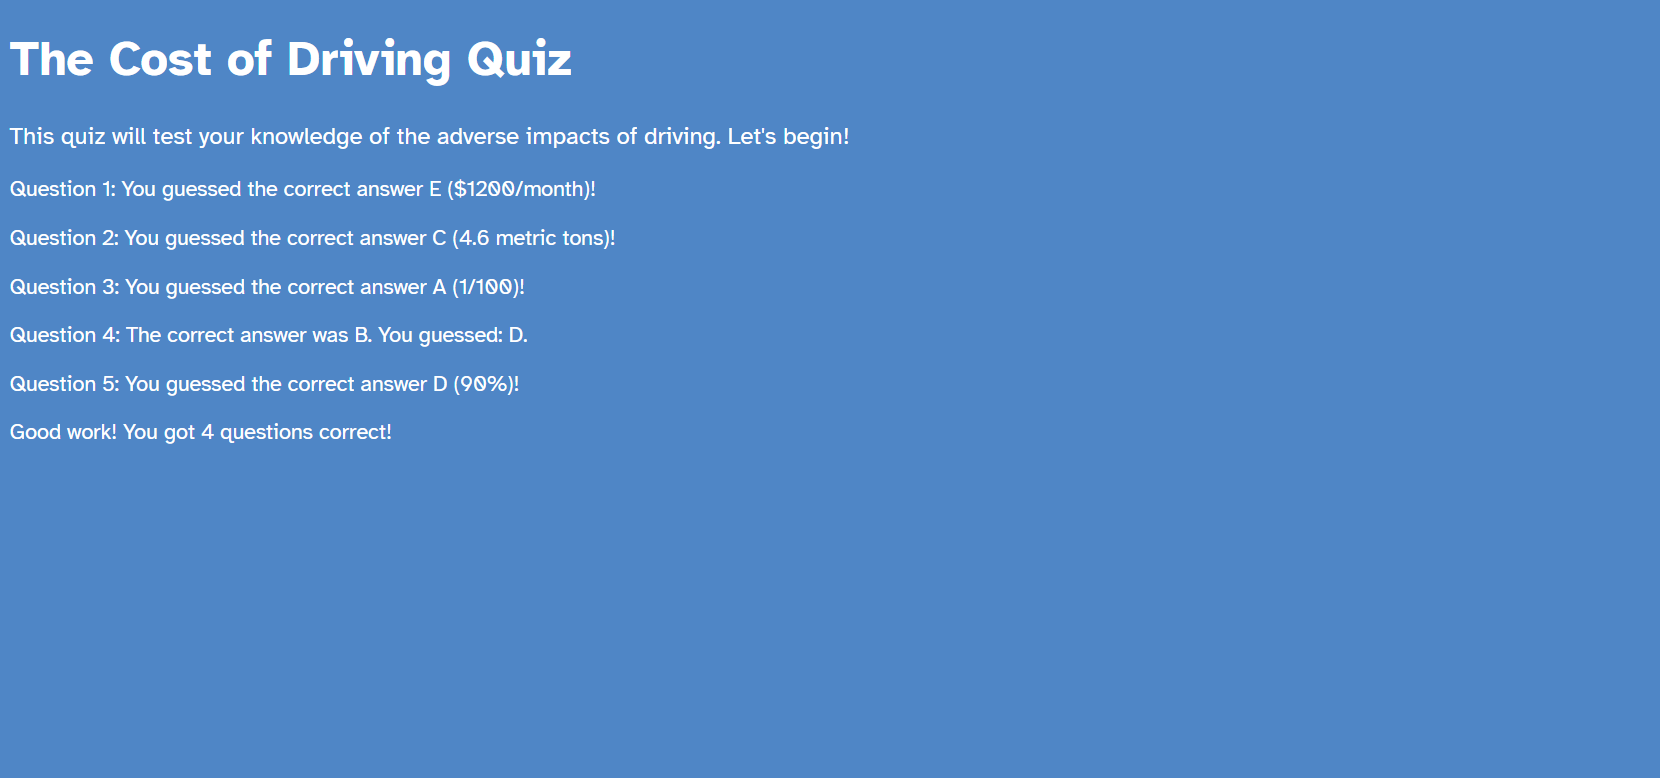 The Cost of Driving Quiz
This quiz will test your knowledge of the adverse impacts of driving. Let's begin!
Question 1: You guessed the correct answer E ($1200/month)!
Question 2: You guessed the correct answer C (4.6 metric tons)!
Question 3: You guessed the correct answer A (1/100)!
Question 4: The correct answer was B. You guessed: D.
Question 5: You guessed the correct answer D (90%)!
Good work! You got 4 questions correct!